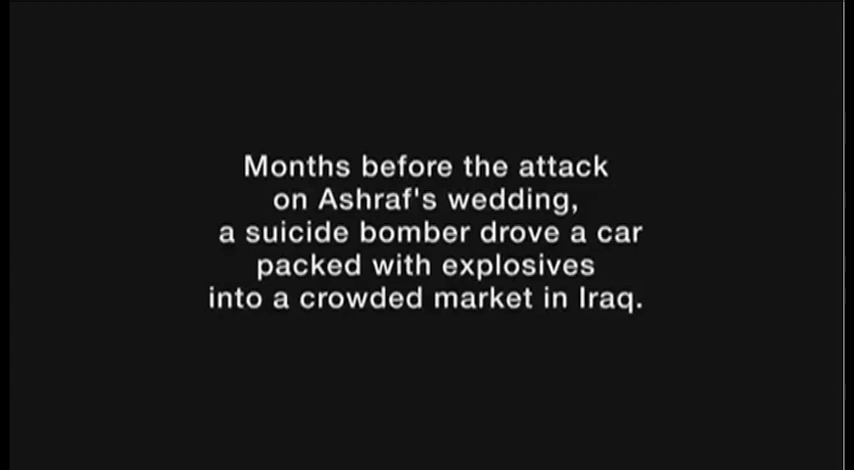 Months before the attack
on Ashraf's wedding,
a suicide bomber drove a car
packed with explosives
into a crowded market in Iraq.